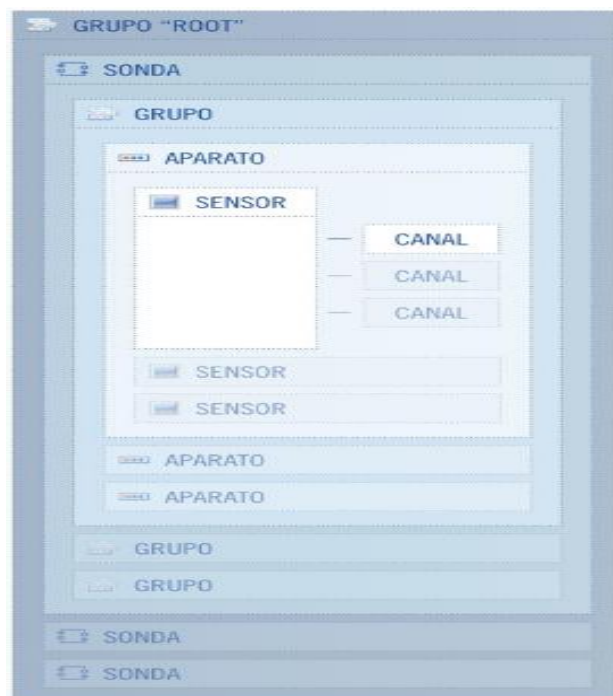 GRUPO "ROOT"
SONDA
GRUPO
APARATO
SENSOR
CANAL
CANAL
CANAL
SENSOR
SENSOR
APARATO
APARATO
GRUPO
GRUPO
SONDA
SONDA